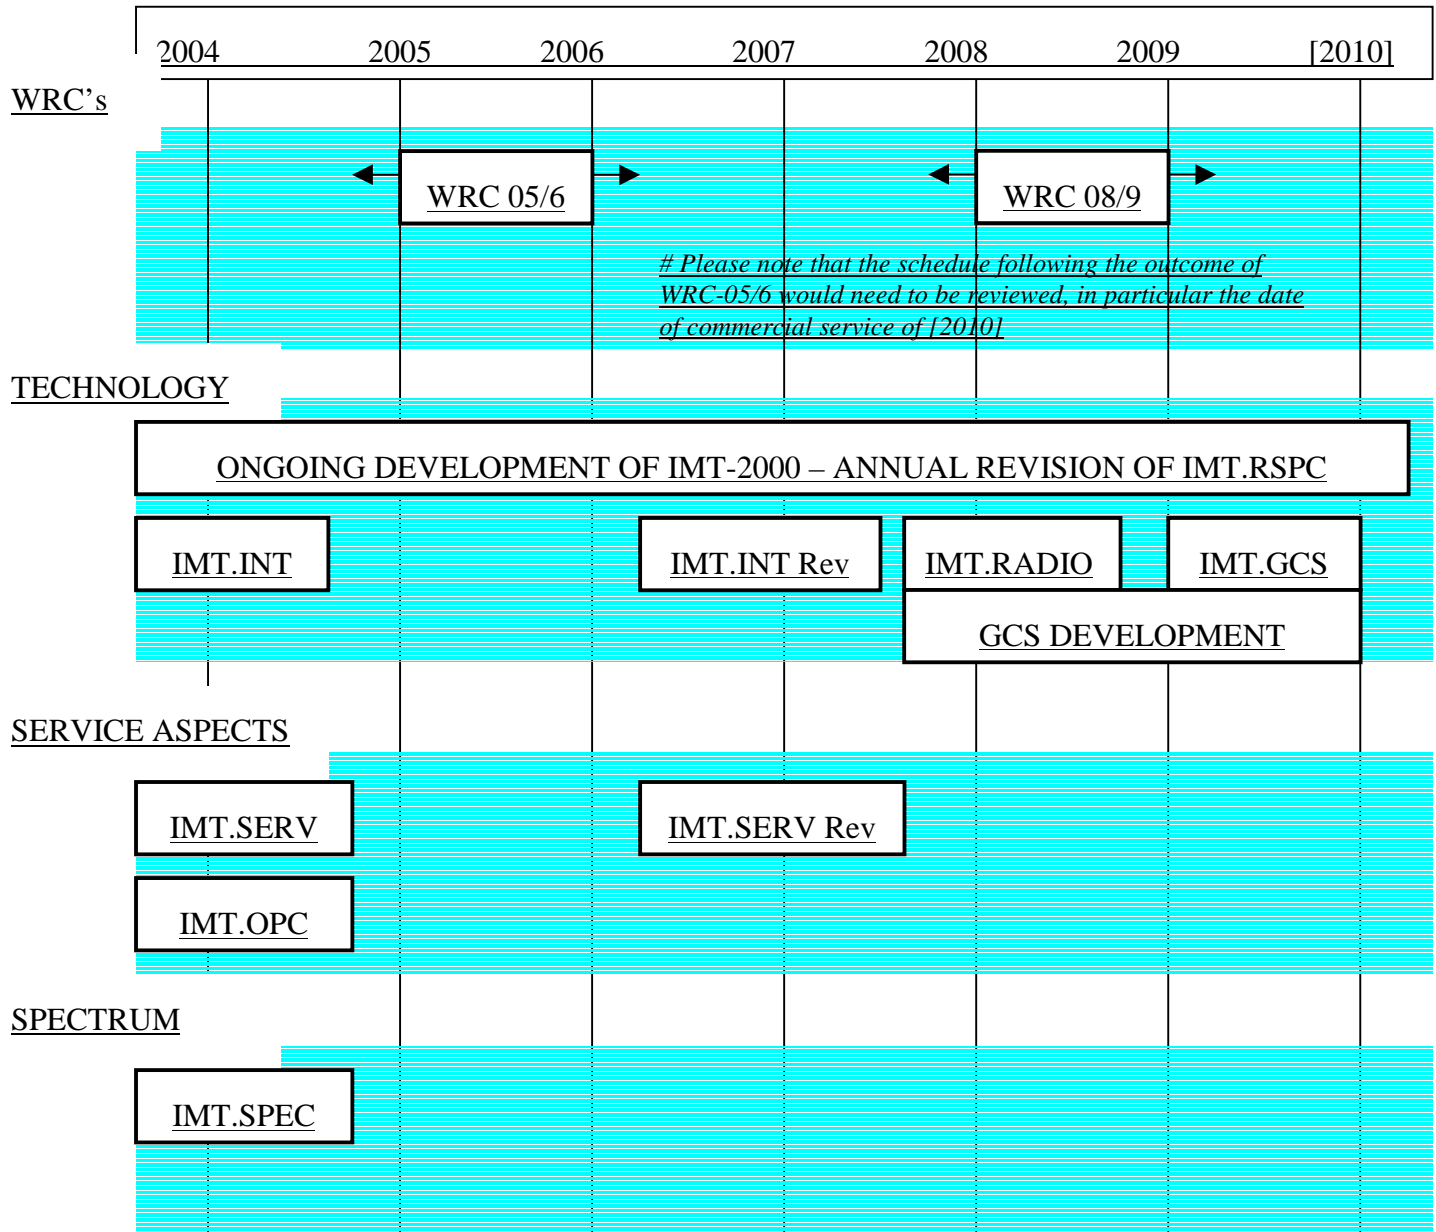 2004 2005 2006 2007 2008 2009 [2010]
WRC’s
WRC 05/6 WRC 08/9
# Please note that the schedule following the outcome of
WRC-05/6 would need to be reviewed, in particular the date
of commercial service of [2010]
TECHNOLOGY
ONGOING DEVELOPMENT OF IMT-2000 – ANNUAL REVISION OF IMT.RSPC
IMT.INT IMT.INT Rev IMT.RADIO IMT.GCS
GCS DEVELOPMENT
SERVICE ASPECTS
IMT.SERV IMT.SERV Rev
IMT.OPC
SPECTRUM
IMT.SPEC